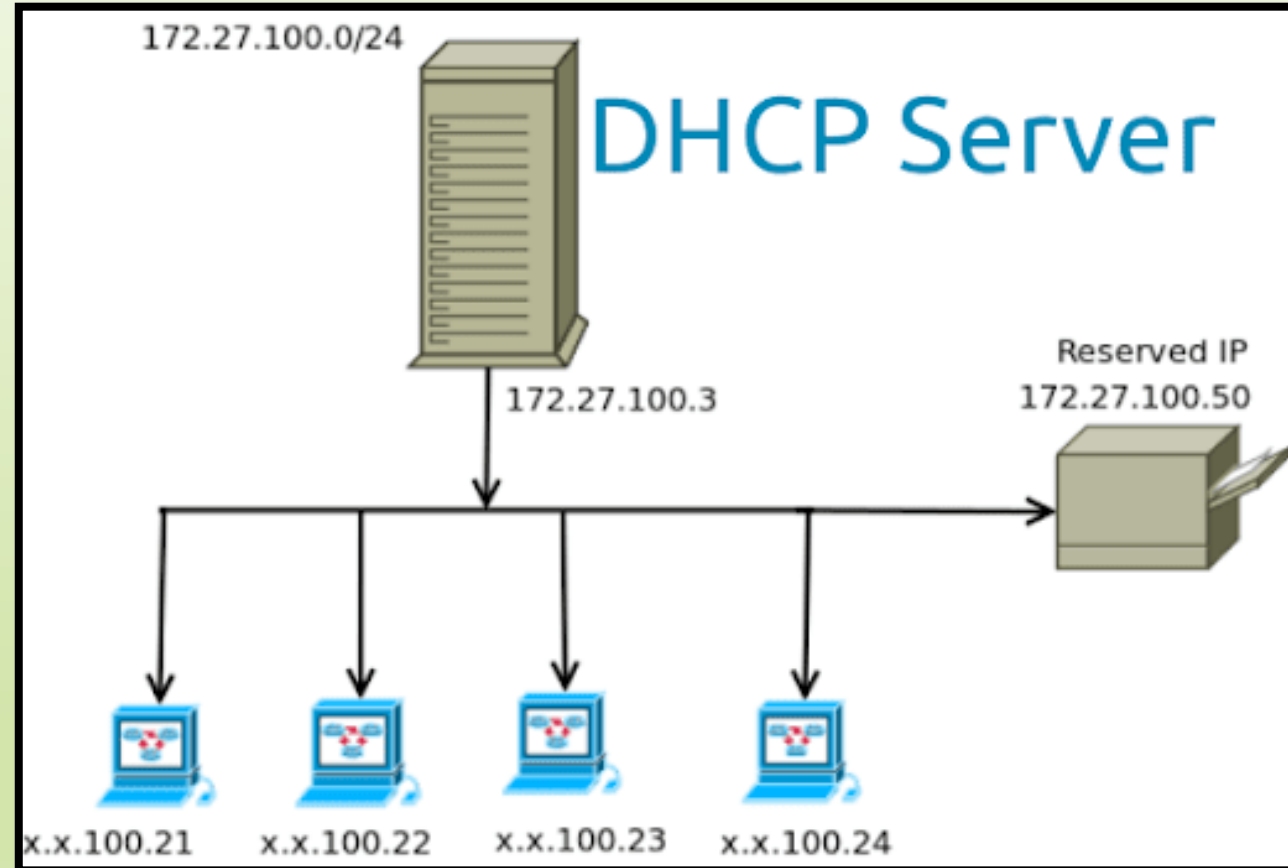 172.27.100.0/24
DHCP Server
172.27.100.3
Reserved IP
172.27.100.50
x.x.100.21
x.x.100.22
x.x.100.23
x.x.100.24